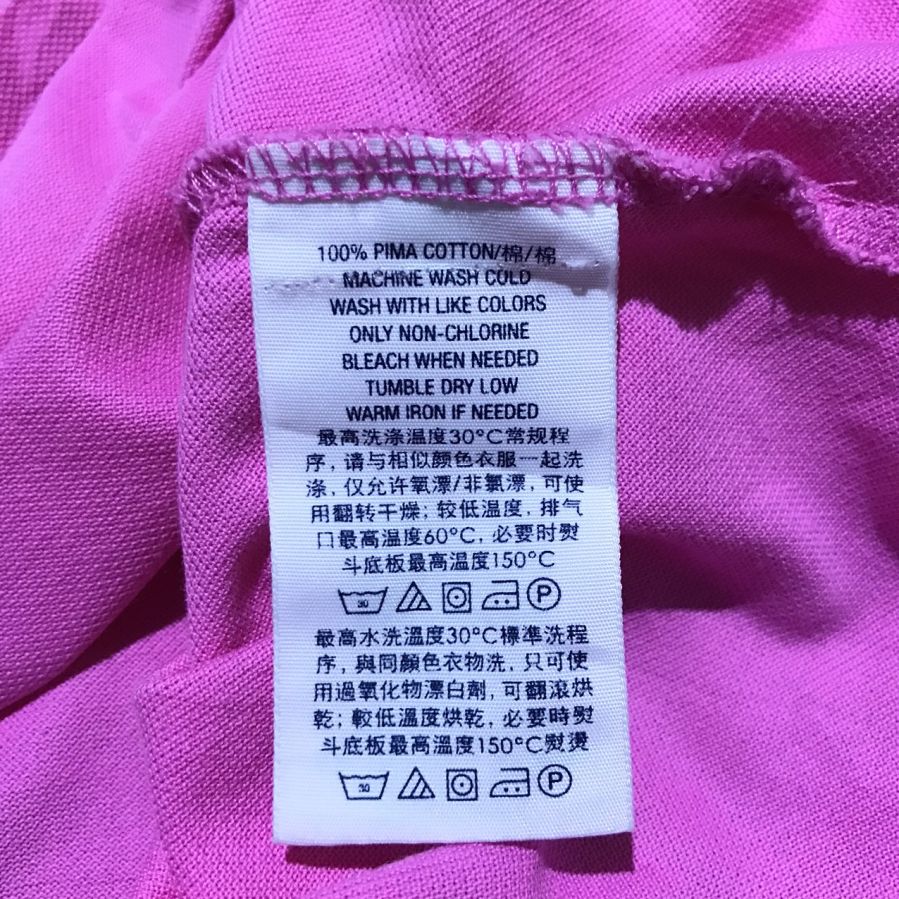 100% PIMA COTTON/棉/棉
MACHINE WASH COLD
WASH WITH LIKE COLORS
ONLY NON-CHLORINE
BLEACH WHEN NEEDED
TUMBLE DRY LOW
WARM IRON IF NEEDED
最高洗涤温度30°C常规程
序, 请与相似颜色衣服一起洗
涤, 仅允许氧漂/非氯漂, 可使
用翻转干燥; 较低温度, 排气
口最高温度60°C, 必要时熨
斗底板最高温度150°C
30 P
最高水洗溫度30°C標準洗程
序, 與同顏色衣物洗, 只可使
用過氧化物漂白劑, 可翻滾烘
乾; 較低溫度烘乾, 必要時熨
斗底板最高溫度150°C熨燙
30 P